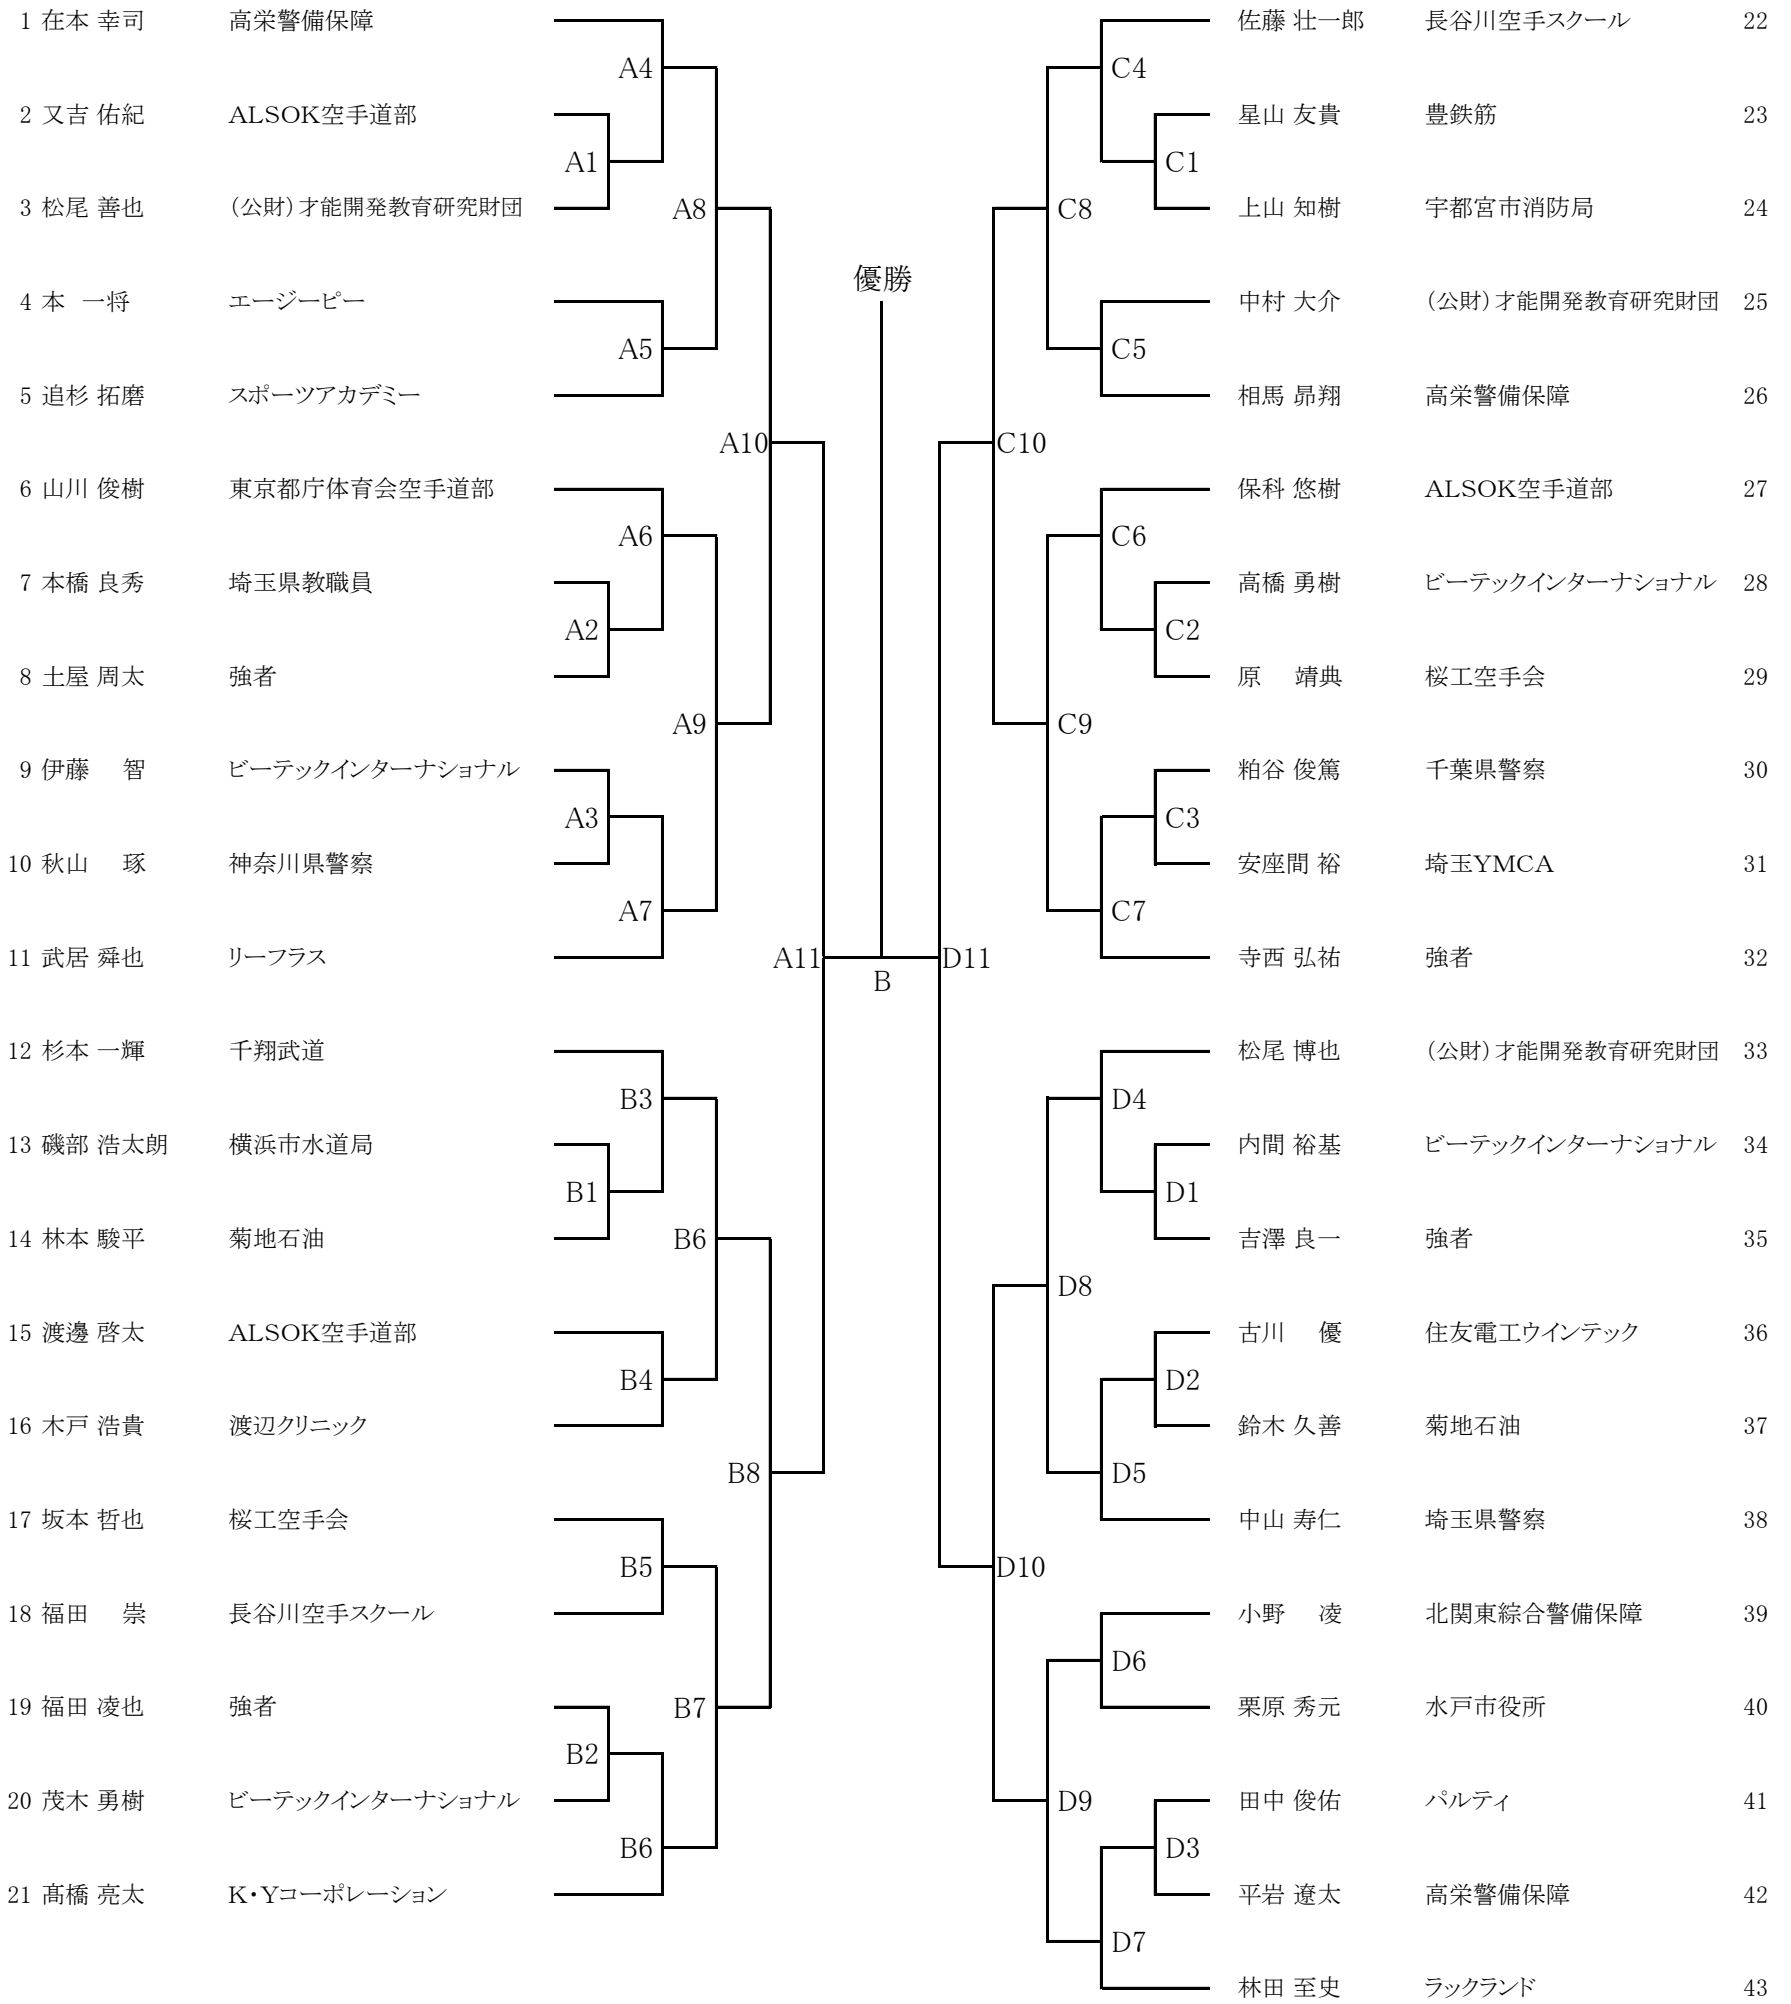 1 在本 幸司 高栄警備保障
A4
2 又吉 佑紀 ALSOK空手道部
A1
3 松尾 善也 （公財）才能開発教育研究財団
A8
4 本 一将 エージーピー
A5
5 追杉 拓磨 スポーツアカデミー
A10
6 山川 俊樹 東京都庁体育会空手道部
A6
7 本橋 良秀 埼玉県教職員
A2
8 土屋 周太 強者
A9
9 伊藤 智 ビーテックインターナショナル
A3
10 秋山 琢 神奈川県警察
A7
11 武居 舜也 リーフラス
A11
12 杉本 一輝 千翔武道
B3
13 磯部 浩太朗 横浜市水道局
B1
14 林本 駿平 菊地石油
B6
15 渡邊 啓太 ALSOK空手道部
B4
16 木戸 浩貴 渡辺クリニック
B8
17 坂本 哲也 桜工空手会
B5
18 福田 崇 長谷川空手スクール
19 福田 凌也 強者
B7
B2
20 茂木 勇樹 ビーテックインターナショナル
B6
21 髙橋 亮太 K・Yコーポレーション
優勝
B
佐藤 壮一郎 長谷川空手スクール 22
C4
星山 友貴 豊鉄筋 23
C1
上山 知樹 宇都宮市消防局 24
C8
中村 大介 （公財）才能開発教育研究財団 25
C5
相馬 昴翔 高栄警備保障 26
C10
保科 悠樹 ALSOK空手道部 27
C6
高橋 勇樹 ビーテックインターナショナル 28
C2
原 靖典 桜工空手会 29
C9
粕谷 俊篤 千葉県警察 30
C3
安座間 裕 埼玉YMCA 31
C7
寺西 弘祐 強者 32
D11
松尾 博也 （公財）才能開発教育研究財団 33
D4
内間 裕基 ビーテックインターナショナル 34
D1
吉澤 良一 強者 35
D8
古川 優 住友電工ウインテック 36
D2
鈴木 久善 菊地石油 37
D5
中山 寿仁 埼玉県警察 38
D10
小野 凌 北関東綜合警備保障 39
D6
栗原 秀元 水戸市役所 40
D9
田中 俊佑 パルティ 41
D3
平岩 遼太 高栄警備保障 42
D7
林田 至史 ラックランド 43